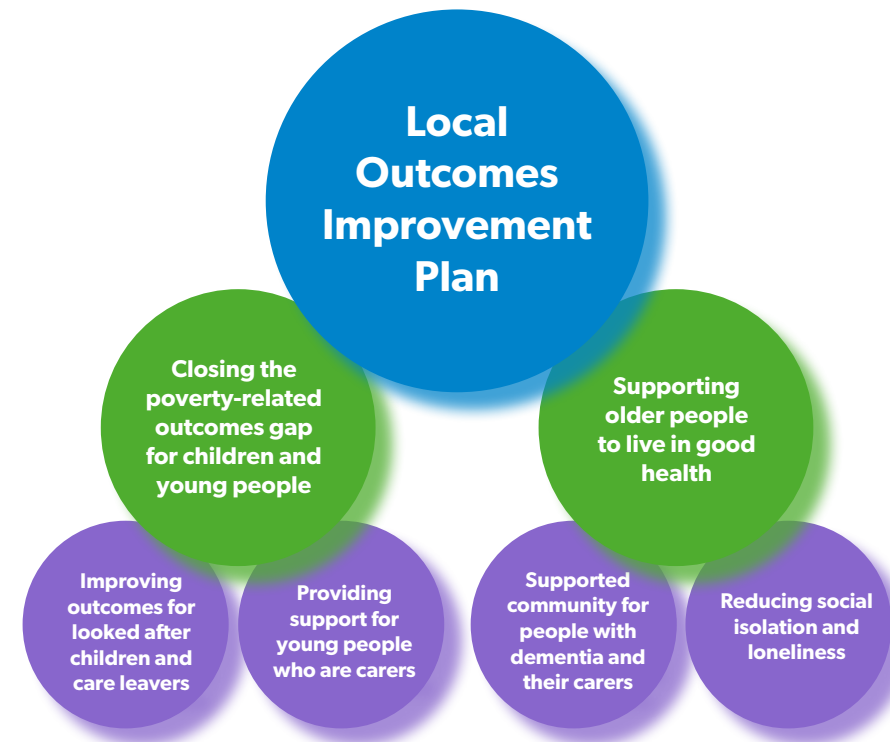 Local
Outcomes
Improvement
Plan
Closing the
poverty-related
outcomes gap
for children and
young people
Supporting
older people
to live in good
health
Improving
outcomes for
looked after
children and
care leavers
Providing
support for
young people
who are carers
Supported
community for
people with
dementia and
their carers
Reducing social
isolation and
loneliness